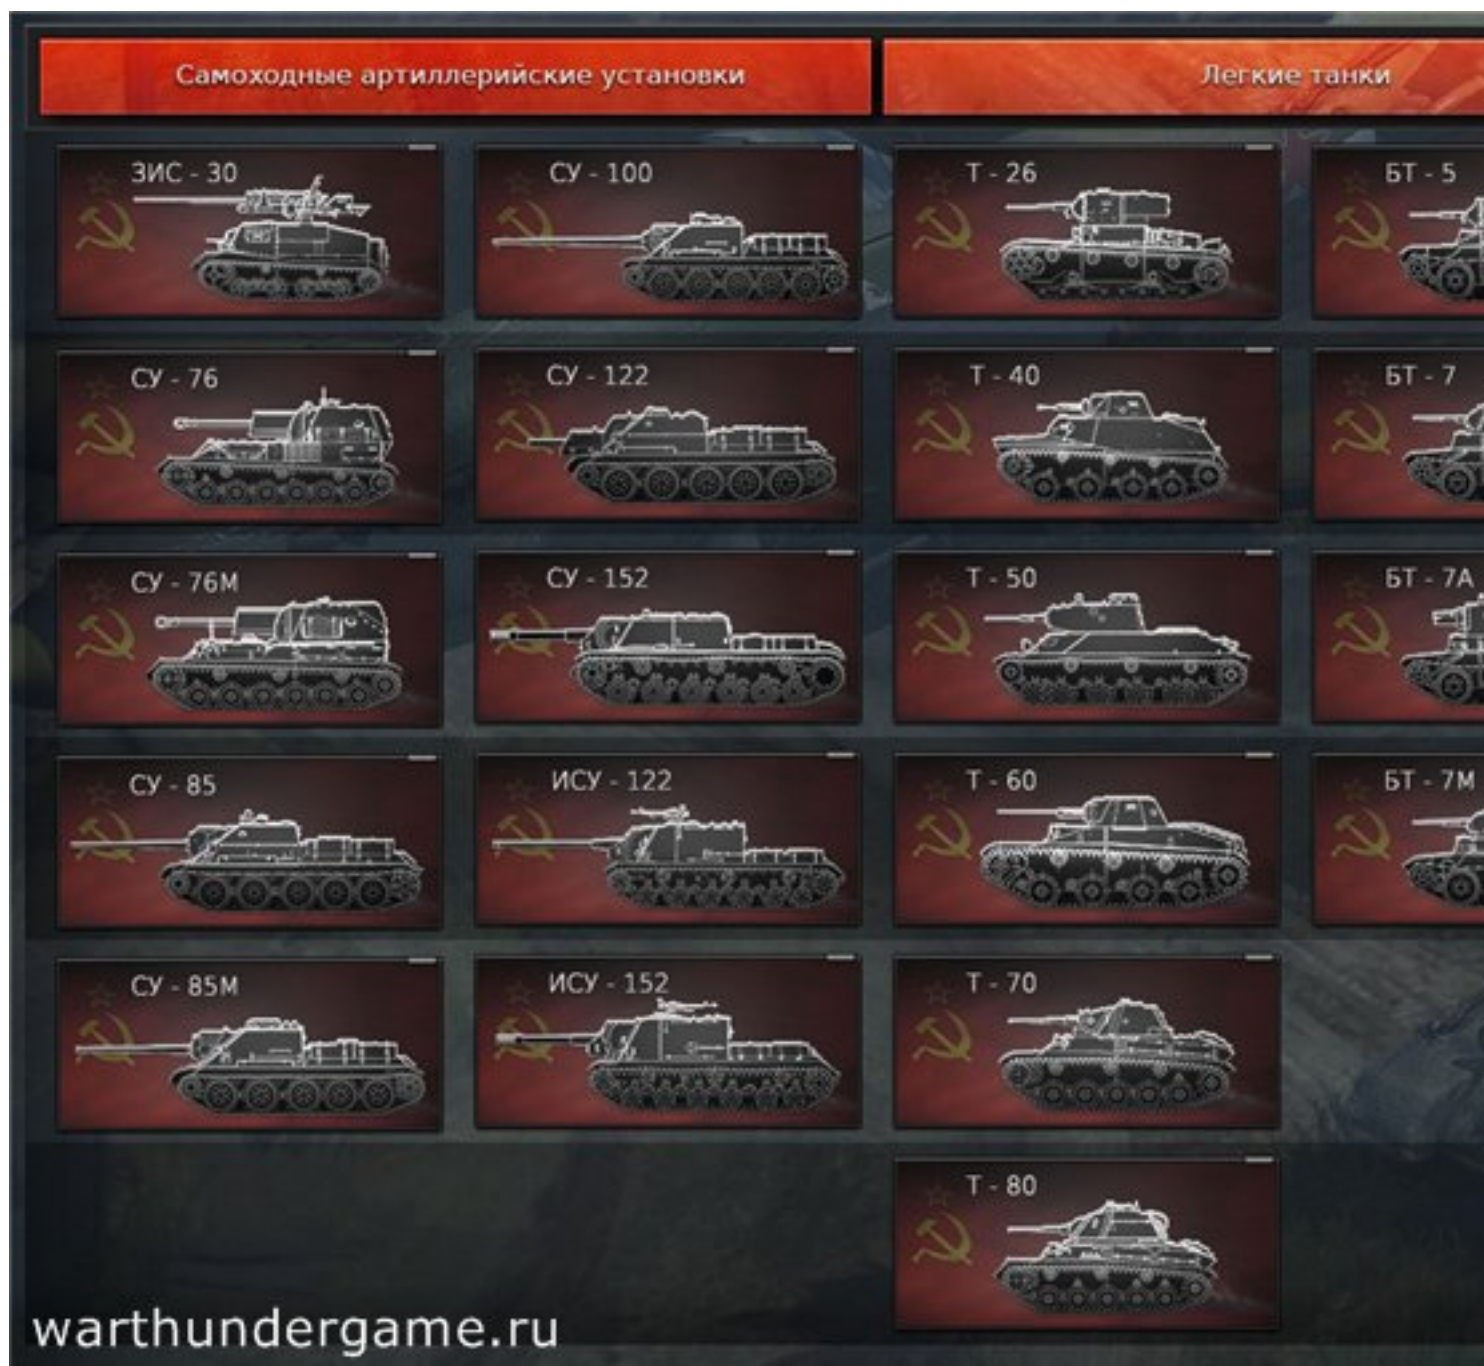 Самоходные артиллерийские установки
Легкие танки
ЗИС - 30
СУ - 100
Т - 26
БТ - 5
СУ - 76
СУ - 122
Т - 40
БТ - 7
СУ - 76М
СУ - 152
Т - 50
БТ - 7А
СУ - 85
ИСУ - 122
Т - 60
БТ - 7М
СУ - 85М
ИСУ - 152
Т - 70
Т - 80
warthundergame.ru